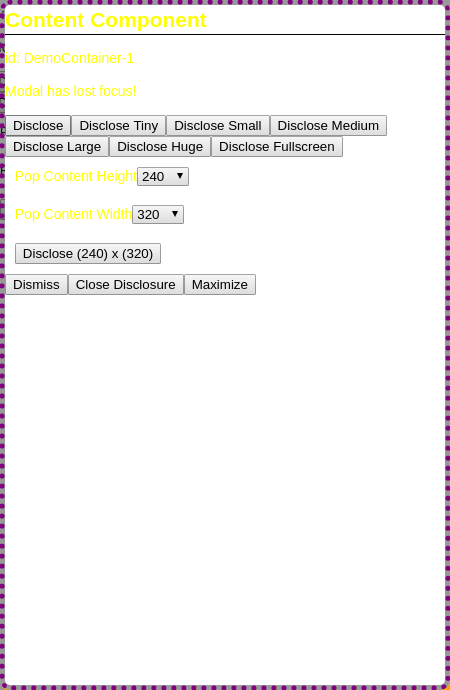 Content Component
id: DemoContainer-1
Modal has lost focus!
Disclose Disclose Tiny Disclose Small Disclose Medium
Disclose Large Disclose Huge Disclose Fullscreen
Pop Content Height 240
Pop Content Width 320
Disclose (240) x (320)
Dismiss Close Disclosure Maximize